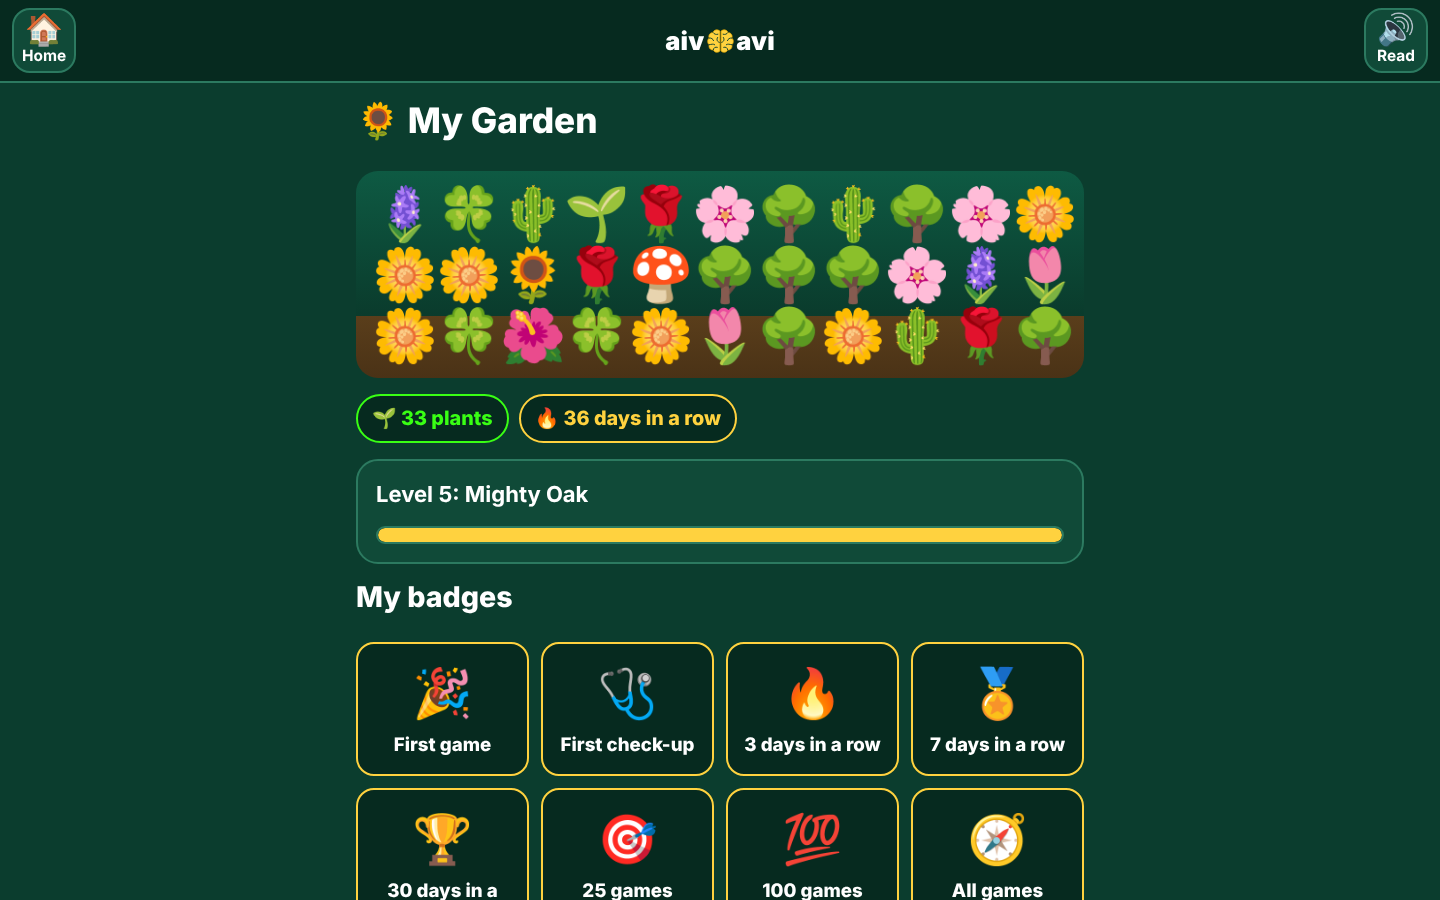 Home
aivavi
Read
My Garden
33 plants
36 days in a row
Level 5: Mighty Oak
My badges
First game
First check-up
3 days in a row
7 days in a row
30 days in a
25 games
100 games
All games